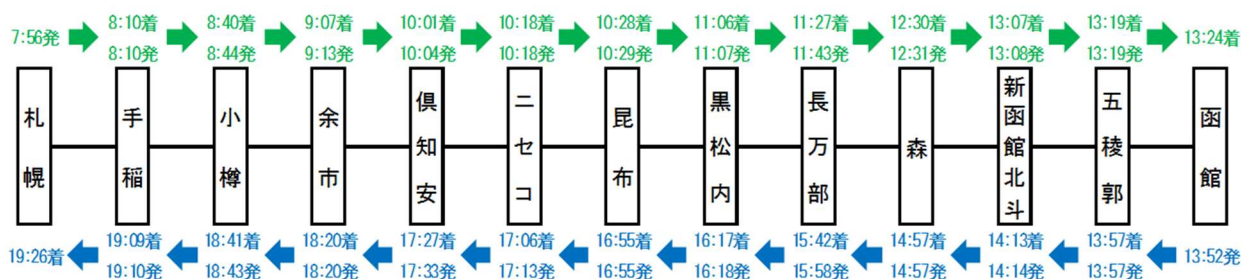 7:56発 8:10着 8:40着 9:07着 10:01着 10:18着 10:28着 11:06着 11:27着 12:30着 13:07着 13:19着 13:24着
8:10発 8:44発 9:13発 10:04発 10:18発 10:29発 11:07発 11:43発 12:31発 13:08発 13:19発
札幌 手稲 小樽 余市 倶知安 ニセコ 昆布 黒松内 長万部 森 新函館北斗 五稜郭 函館
19:26着 19:09着 18:41着 18:20着 17:27着 17:06着 16:55着 16:17着 15:42着 14:57着 14:13着 13:57着 13:52発
19:10発 18:43発 18:20発 17:33発 17:13発 16:55発 16:18発 15:58発 14:57発 14:14発 13:57発